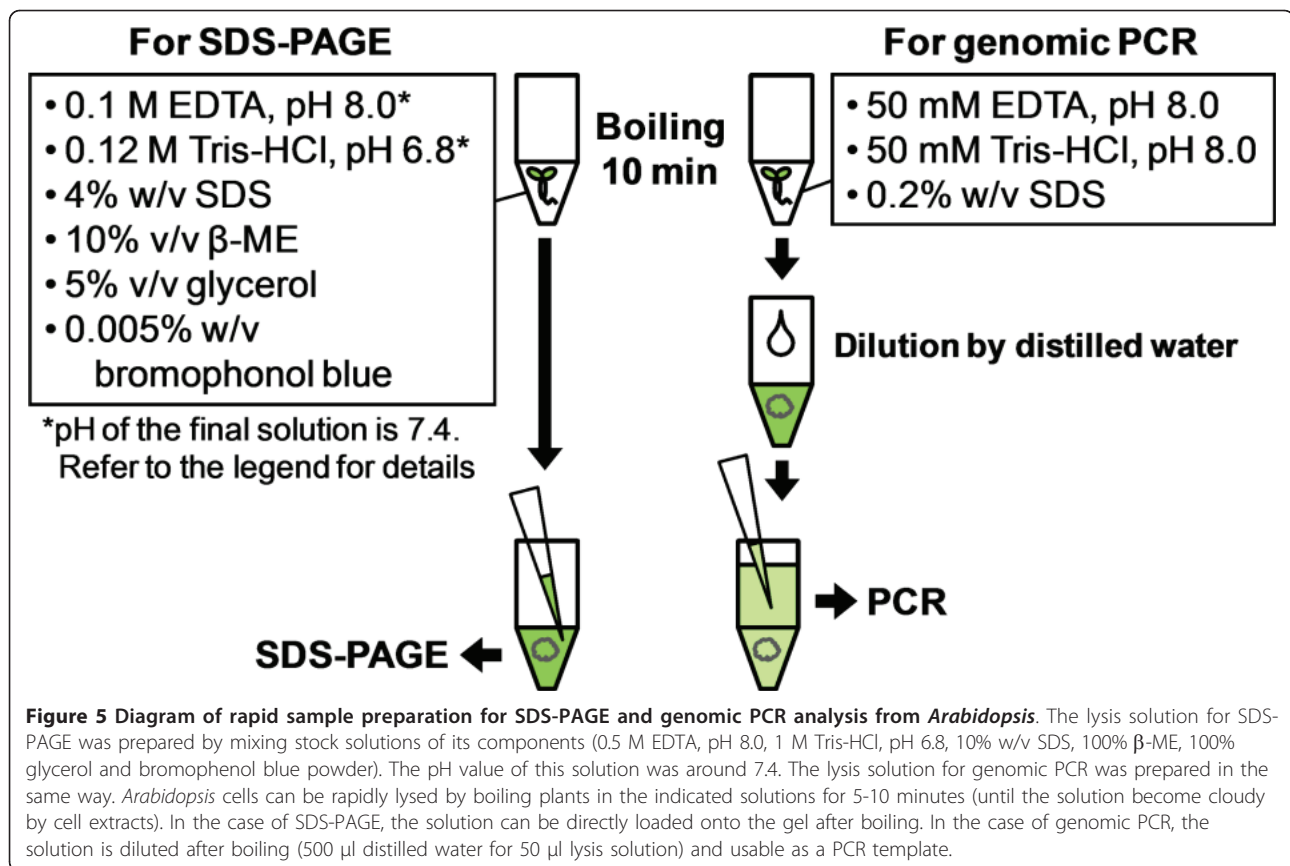 For SDS-PAGE
• 0.1 M EDTA, pH 8.0*
• 0.12 M Tris-HCl, pH 6.8*
• 4% w/v SDS
• 10% v/v β-ME
• 5% v/v glycerol
• 0.005% w/v
bromophonol blue
*pH of the final solution is 7.4.
Refer to the legend for details
Boiling
10 min
For genomic PCR
• 50 mM EDTA, pH 8.0
• 50 mM Tris-HCl, pH 8.0
• 0.2% w/v SDS
Dilution by distilled water
SDS-PAGE
PCR
Figure 5 Diagram of rapid sample preparation for SDS-PAGE and genomic PCR analysis from Arabidopsis. The lysis solution for SDS-
PAGE was prepared by mixing stock solutions of its components (0.5 M EDTA, pH 8.0, 1 M Tris-HCl, pH 6.8, 10% w/v SDS, 100% β-ME, 100%
glycerol and bromophenol blue powder). The pH value of this solution was around 7.4. The lysis solution for genomic PCR was prepared in the
same way. Arabidopsis cells can be rapidly lysed by boiling plants in the indicated solutions for 5-10 minutes (until the solution become cloudy
by cell extracts). In the case of SDS-PAGE, the solution can be directly loaded onto the gel after boiling. In the case of genomic PCR, the
solution is diluted after boiling (500 μl distilled water for 50 μl lysis solution) and usable as a PCR template.